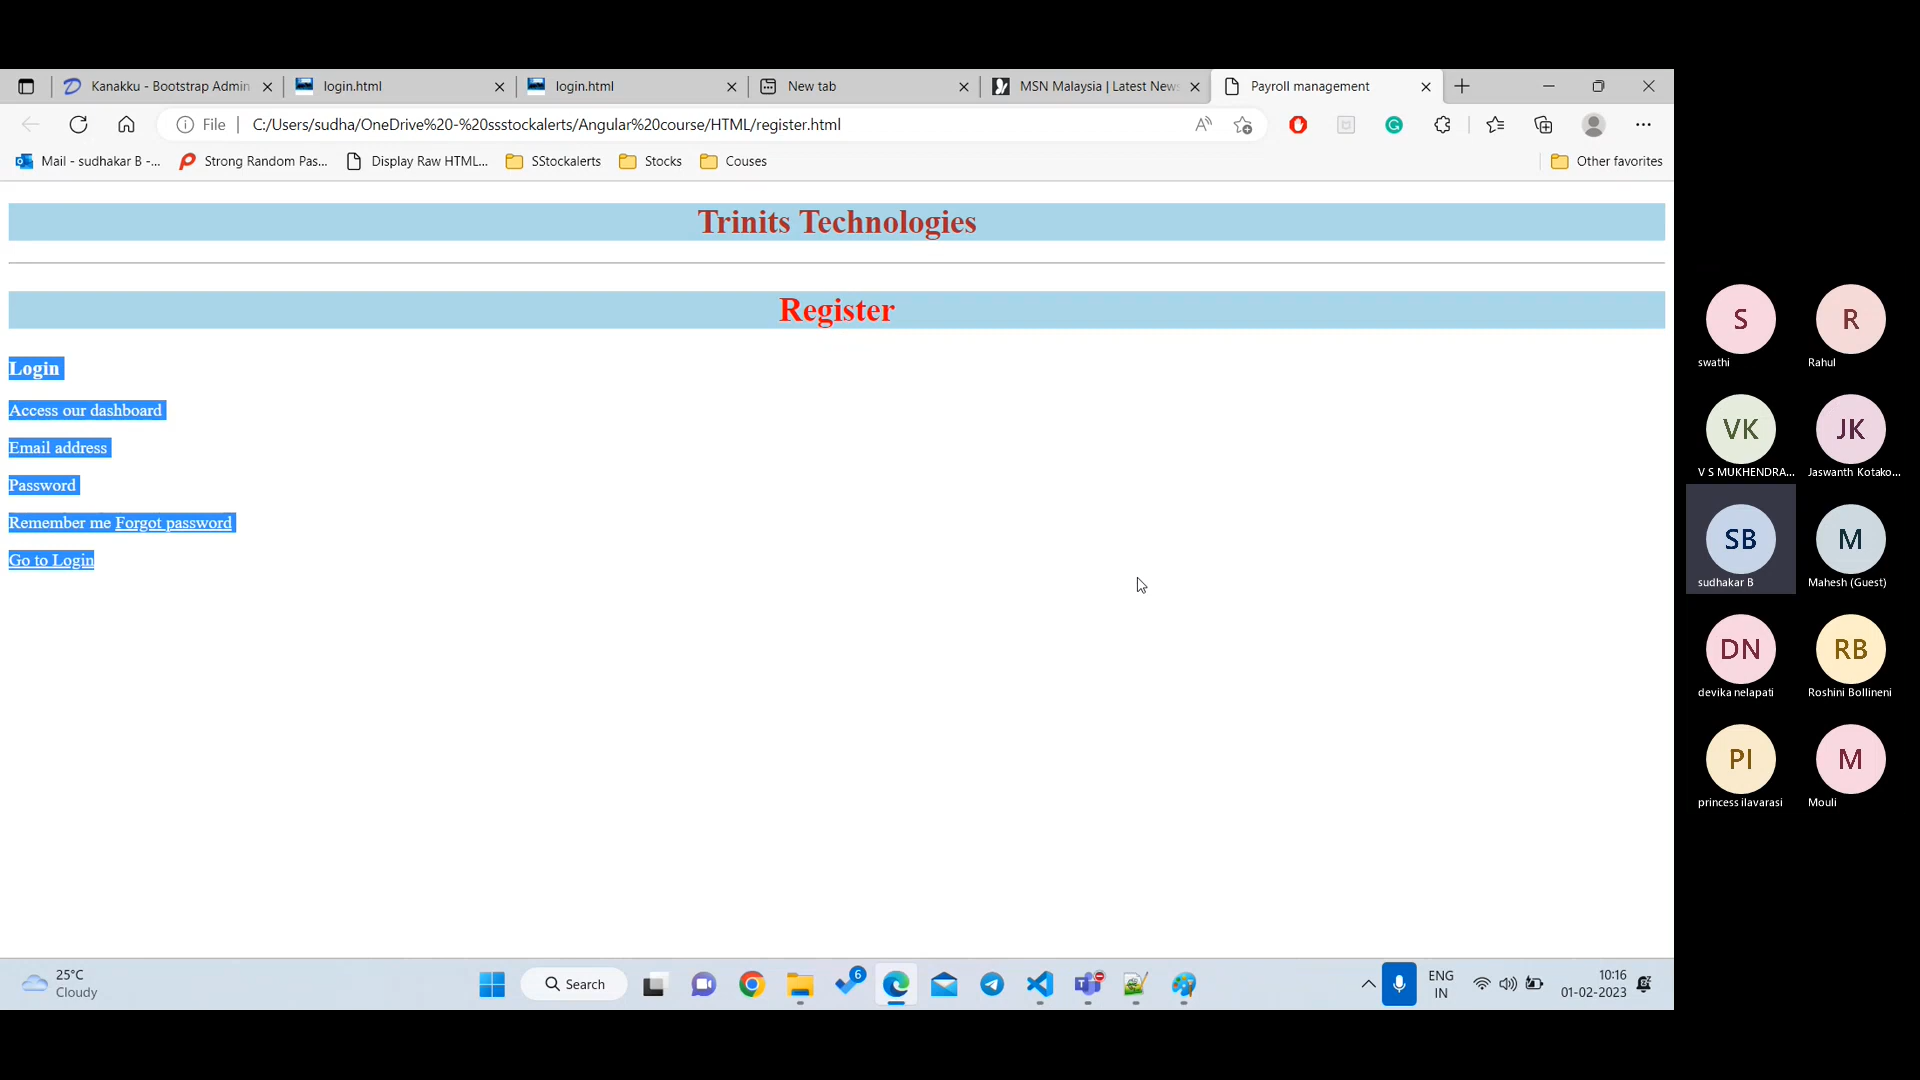 Kanakku - Bootstrap Admin
login.html
login.html
New tab
MSN Malaysia | Latest News
Payroll management
File
C:/Users/sudha/OneDrive%20-%20ssstockalerts/Angular%20course/HTML/register.html
Mail - sudhakar B -...
Strong Random Pas...
Display Raw HTML...
SStockalerts
Stocks
Couses
Other favorites
Trinits Technologies
Register
Login
Access our dashboard
Email address
Password
Remember me Forgot password
Go to Login
S
swathi
R
Rahul
VK
V S MUKHENDRA...
JK
Jaswanth Kotako...
SB
sudhakar B
M
Mahesh (Guest)
DN
devika nelapati
RB
Roshini Bollineni
PI
princess ilavarasi
M
Mouli
25°C
Cloudy
Search
6
ENG
IN
10:16
01-02-2023